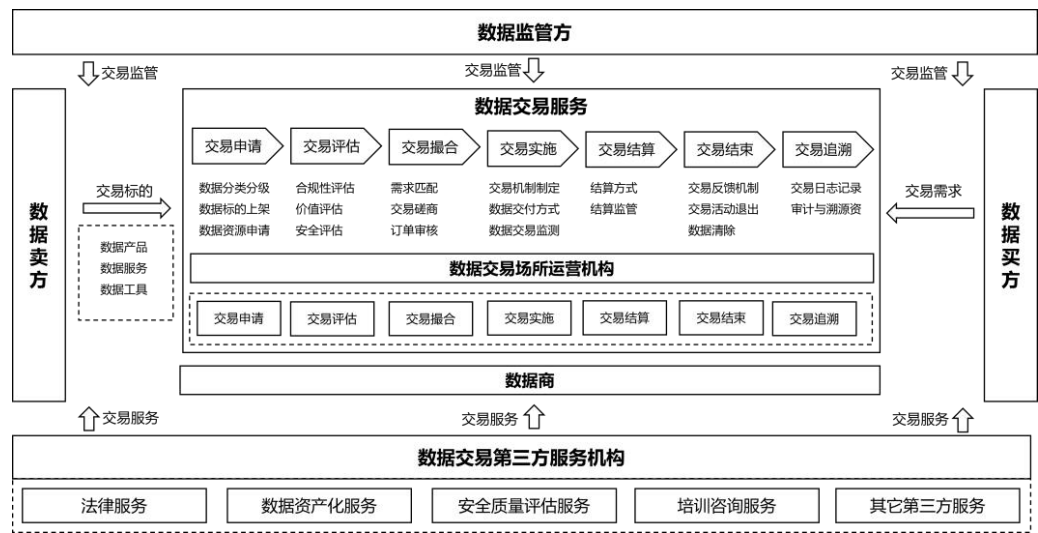 数据监管方
交易监管
交易监管
交易监管
数据卖方
交易标的
数据产品
数据服务
数据工具
数据交易服务
交易申请 交易评估 交易撮合 交易实施 交易结算 交易结束 交易追溯
数据分类分级 合规性评估 需求匹配 交易机制制定 结算方式 交易反馈机制 交易日志记录
数据标的上架 价值评估 交易磋商 数据交付方式 结算监管 交易活动退出 审计与溯源资
数据资源申请 安全评估 订单审核 数据交易监测 数据清除
数据交易场所运营机构
交易申请 交易评估 交易撮合 交易实施 交易结算 交易结束 交易追溯
数据商
交易需求
数据买方
交易服务
交易服务
交易服务
数据交易第三方服务机构
法律服务 数据资产化服务 安全质量评估服务 培训咨询服务 其它第三方服务